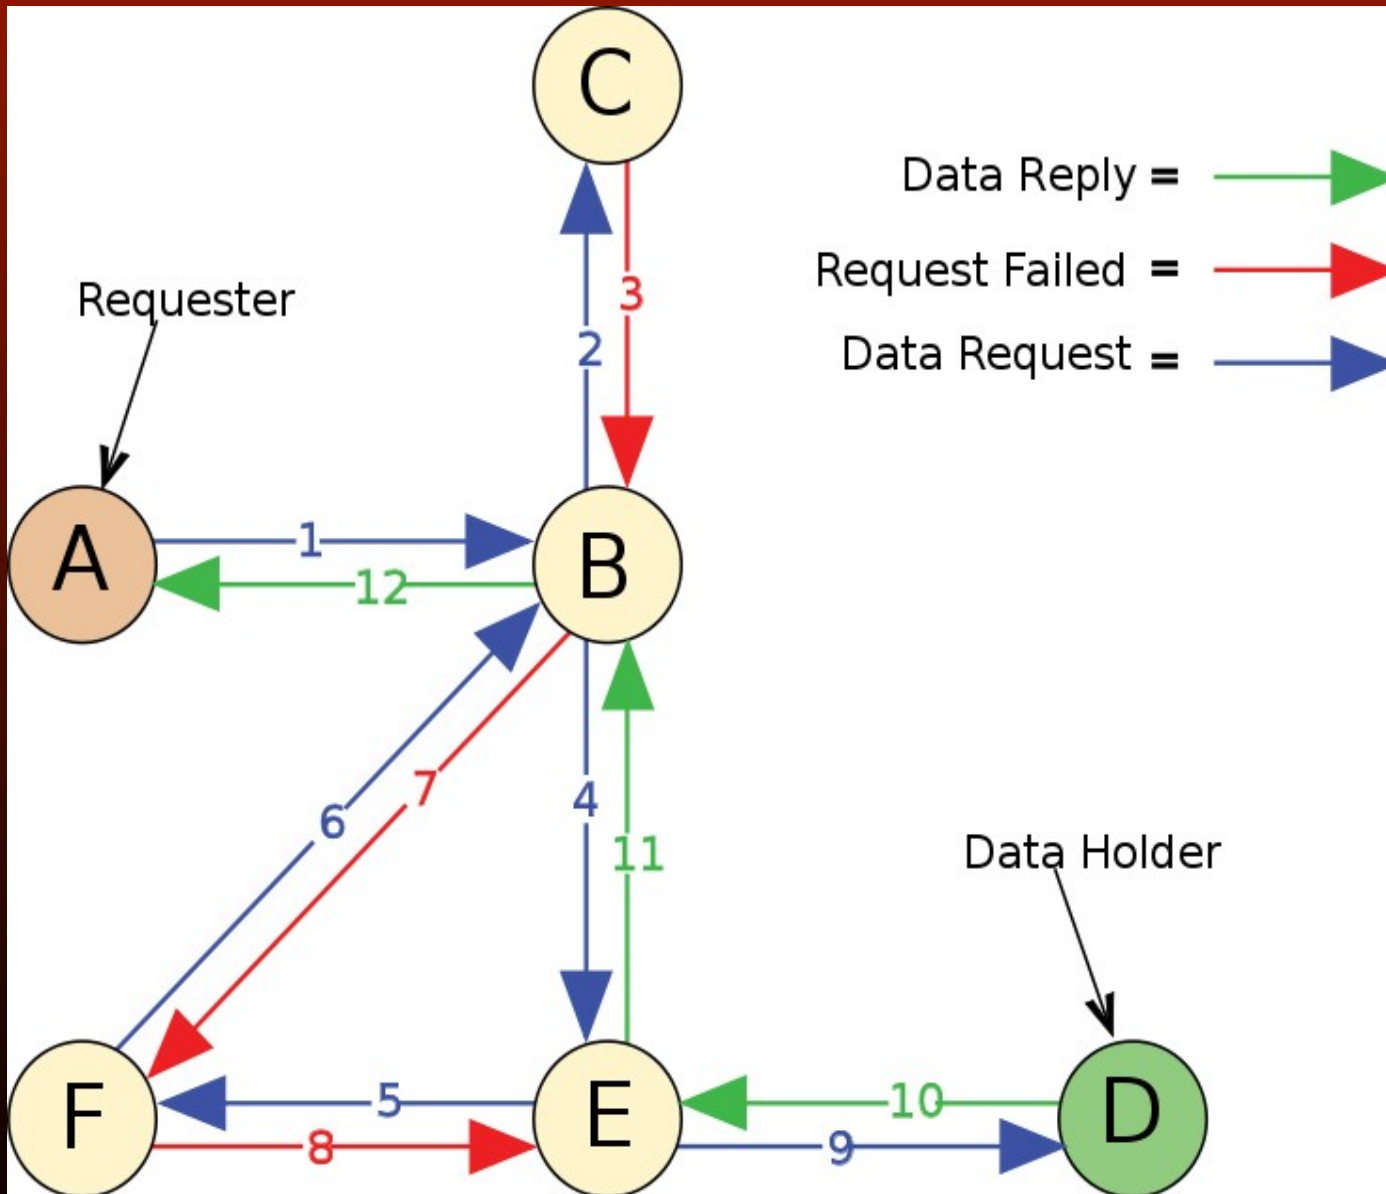 C
Data Reply =
Request Failed =
Data Request =
3
2
Requester
A
1
12
B
6
7
4
11
Data Holder
F
5
8
E
10
9
D